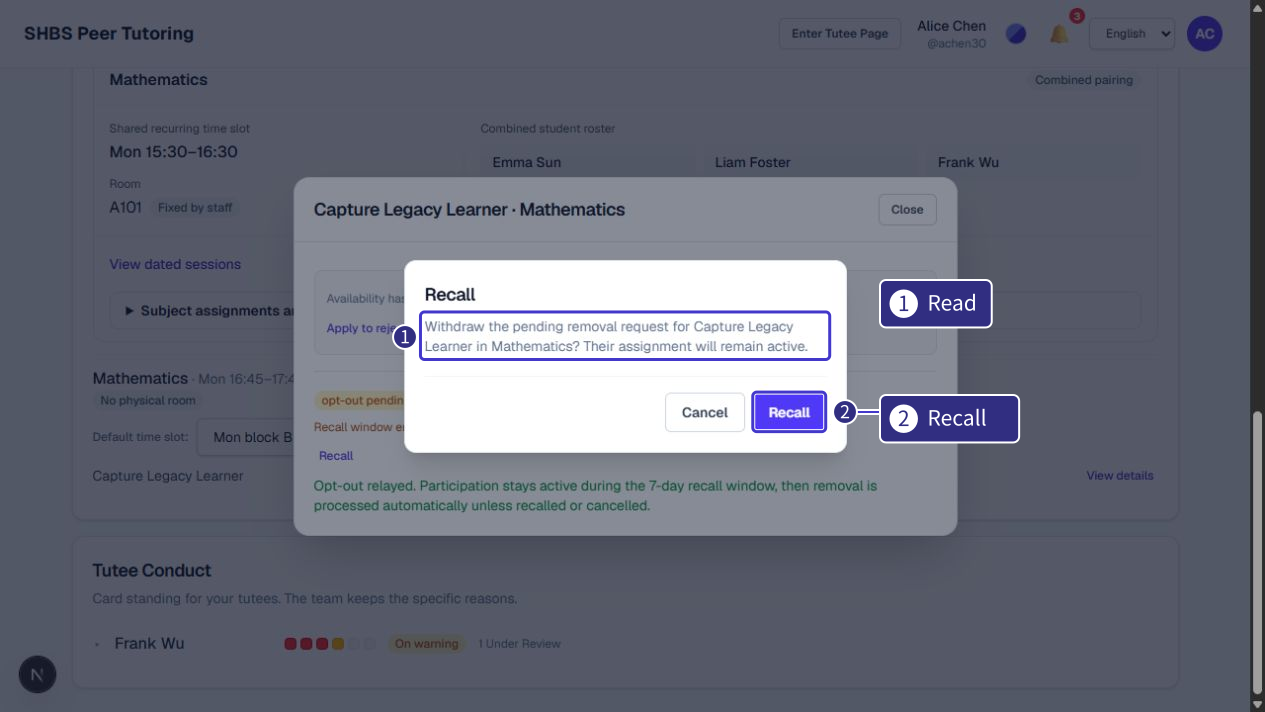 SHBS Peer Tutoring
Enter Tutee Page
Alice Chen
@achen30
3
English
AC
Mathematics
Combined pairing
Shared recurring time slot
Mon 15:30–16:30
Combined student roster
Emma Sun
Liam Foster
Frank Wu
Room
A101
Fixed by staff
View dated sessions
Subject assignments
Capture Legacy Learner · Mathematics
Close
Availability
Apply to
Recall
Withdraw the pending removal request for Capture Legacy
Learner in Mathematics? Their assignment will remain active.
1
1 Read
Cancel
Recall
2
2 Recall
Mathematics · Mon 16:45–17:4
No physical room
Default time slot:
Mon block B
Capture Legacy Learner
View details
opt-out
Recall window
Recall
Opt-out relayed. Participation stays active during the 7-day recall window, then removal is
processed automatically unless recalled or cancelled.
Tutee Conduct
Card standing for your tutees. The team keeps the specific reasons.
Frank Wu
On warning
1 Under Review
N